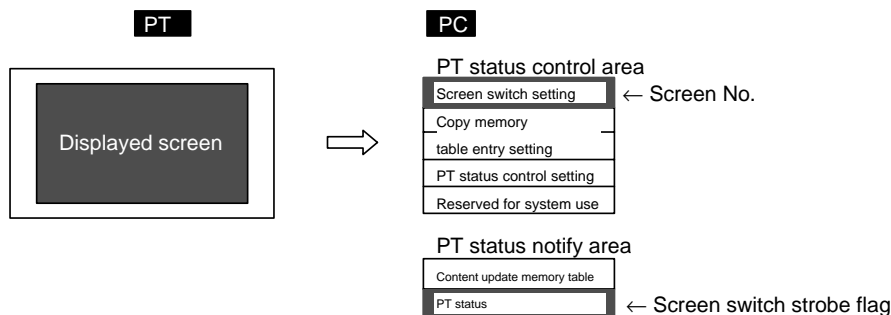 PT
PC
PT status control area
Screen switch setting
← Screen No.
Copy memory
table entry setting
PT status control setting
Reserved for system use
Displayed screen
PT status notify area
Content update memory table
PT status
← Screen switch strobe flag